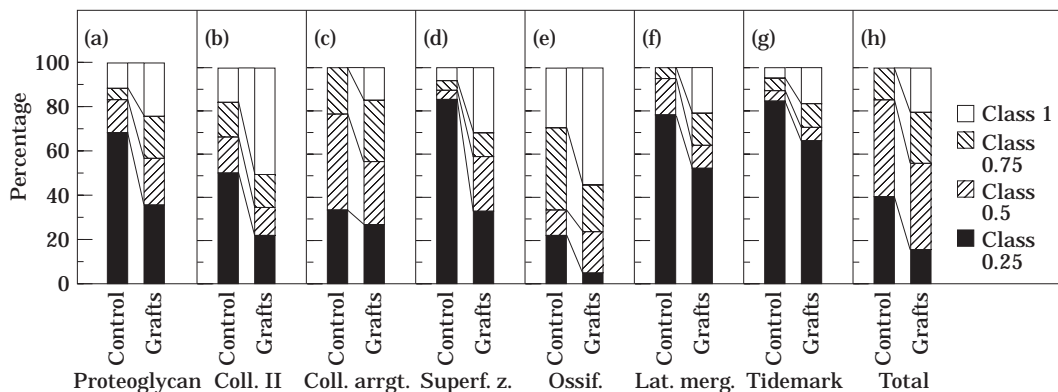 (a) (b) (c) (d) (e) (f) (g) (h)
Percentage
100
80
60
40
20
0
Class 1
Class
0.75
Class
0.5
Class
0.25
Control Grafts Control Grafts Control Grafts Control Grafts Control Grafts Control Grafts Control Grafts Control Grafts
Proteoglycan Coll. II Coll. arrgt. Superf. z. Ossif. Lat. merg. Tidemark Total